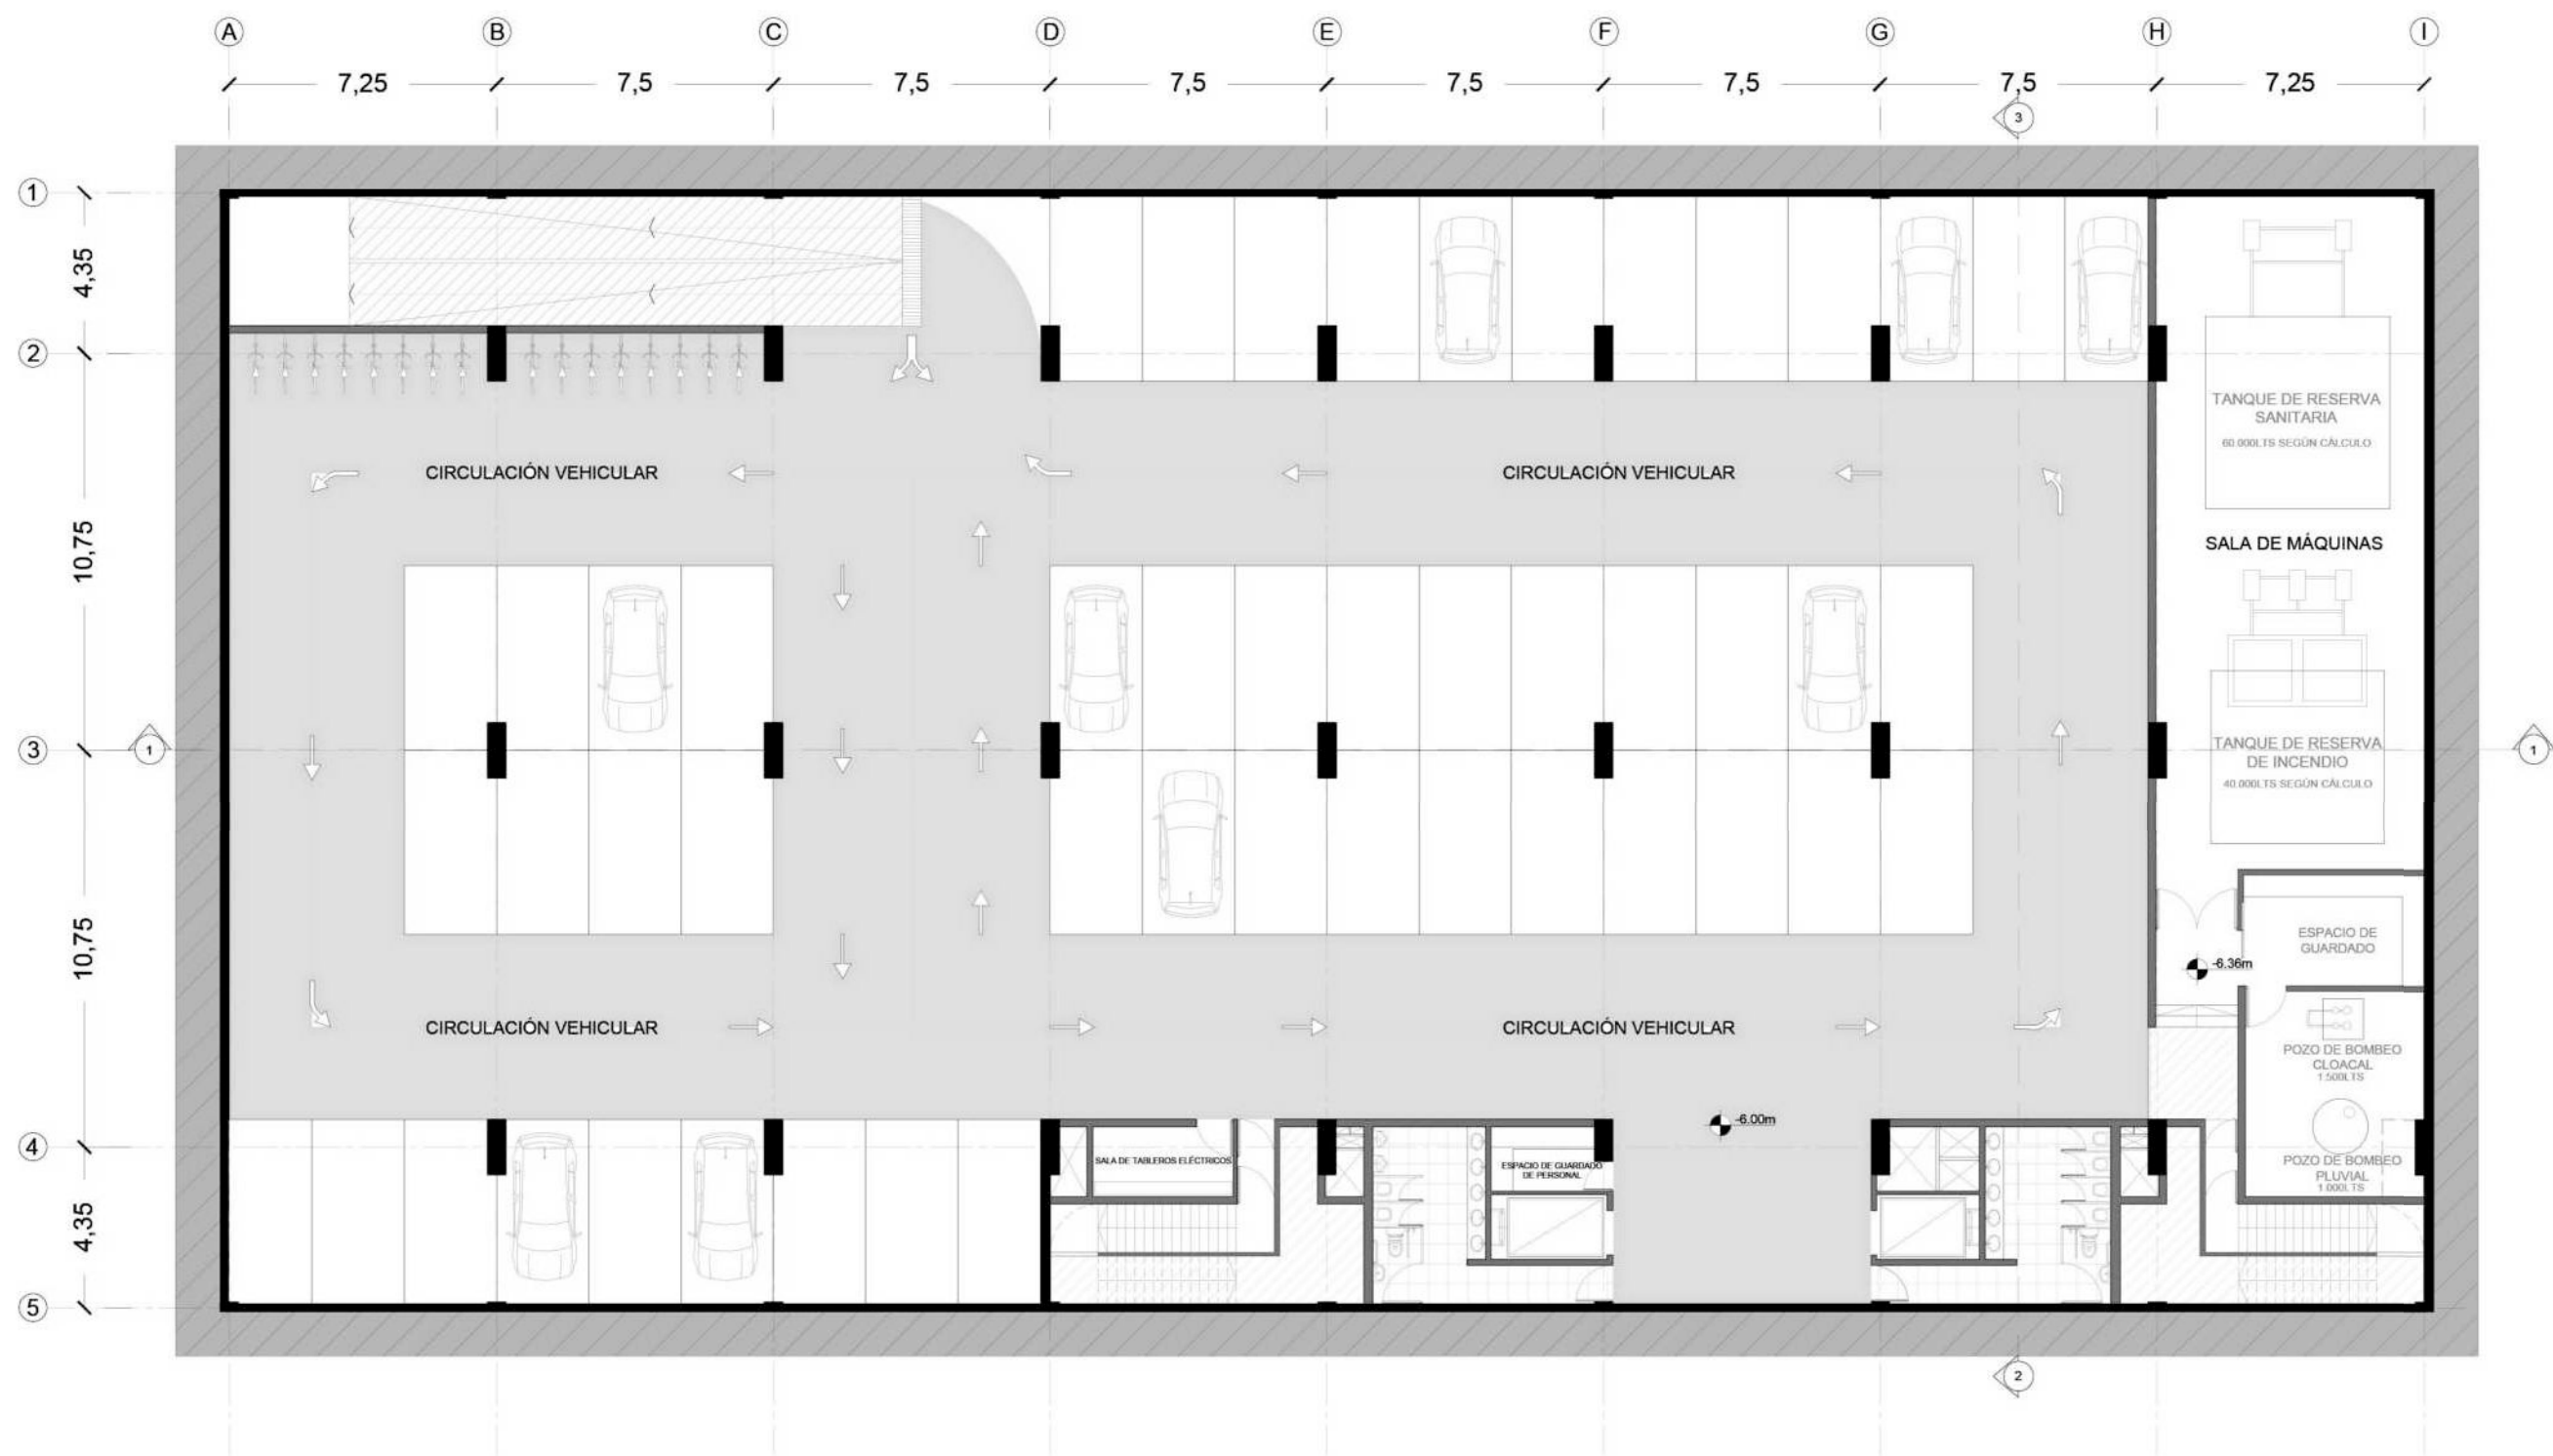 A B C D E F G H I
7,25 7,5 7,5 7,5 7,5 7,5 7,5 7,25
3
1
4,35
2
TANQUE DE RESERVA
SANITARIA
60.000LTS SEGÚN CÁLCULO
CIRCULACIÓN VEHICULAR CIRCULACIÓN VEHICULAR
10,75
SALA DE MÁQUINAS
3 1 1
TANQUE DE RESERVA
DE INCENDIO
40.000LTS SEGÚN CÁLCULO
10,75
ESPACIO DE
GUARDADO
-6.36m
CIRCULACIÓN VEHICULAR CIRCULACIÓN VEHICULAR
POZO DE BOMBEO
CLOACAL
1.500LTS
-6.00m
4
SALA DE TABLEROS ELÉCTRICOS
ESPACIO DE GUARDADO
DE PERSONAL
POZO DE BOMBEO
PLUVIAL
1.000LTS
4,35
5
2